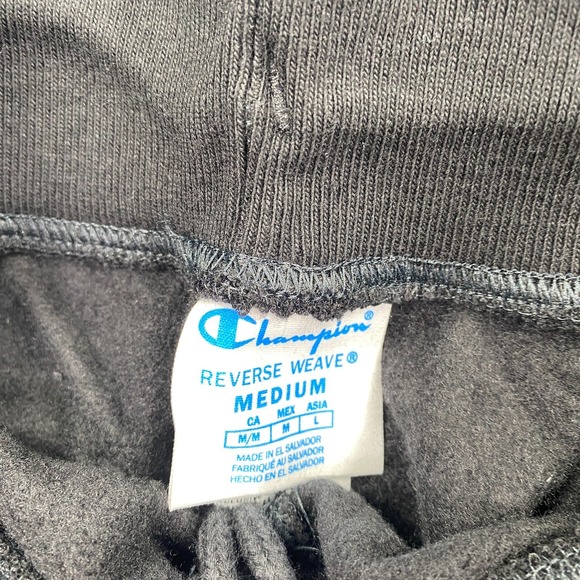 Champion®
REVERSE WEAVE®
MEDIUM
CA MEX ASIA
M/M M L
MADE IN EL SALVADOR
FABRIQUÉ AU SALVADOR
HECHO EN EL SALVADOR